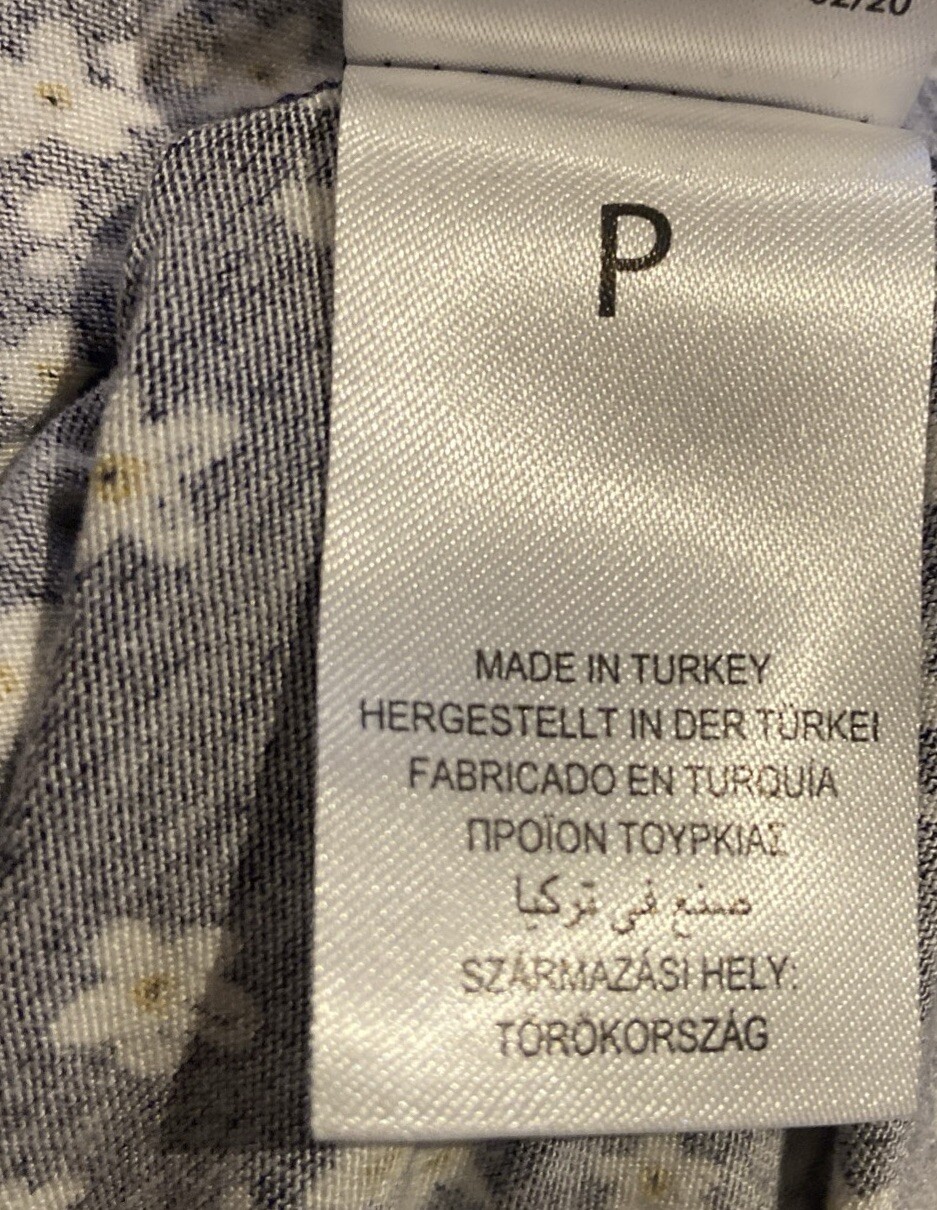 P
MADE IN TURKEY
HERGESTELLT IN DER TÜRKEI
FABRICADO EN TURQUÍA
ΠΡΟΪΟΝ ΤΟΥΡΚΙΑΣ
صنع في تركيا
SZÁRMAZÁSI HELY:
TÖRÖKORSZÁG